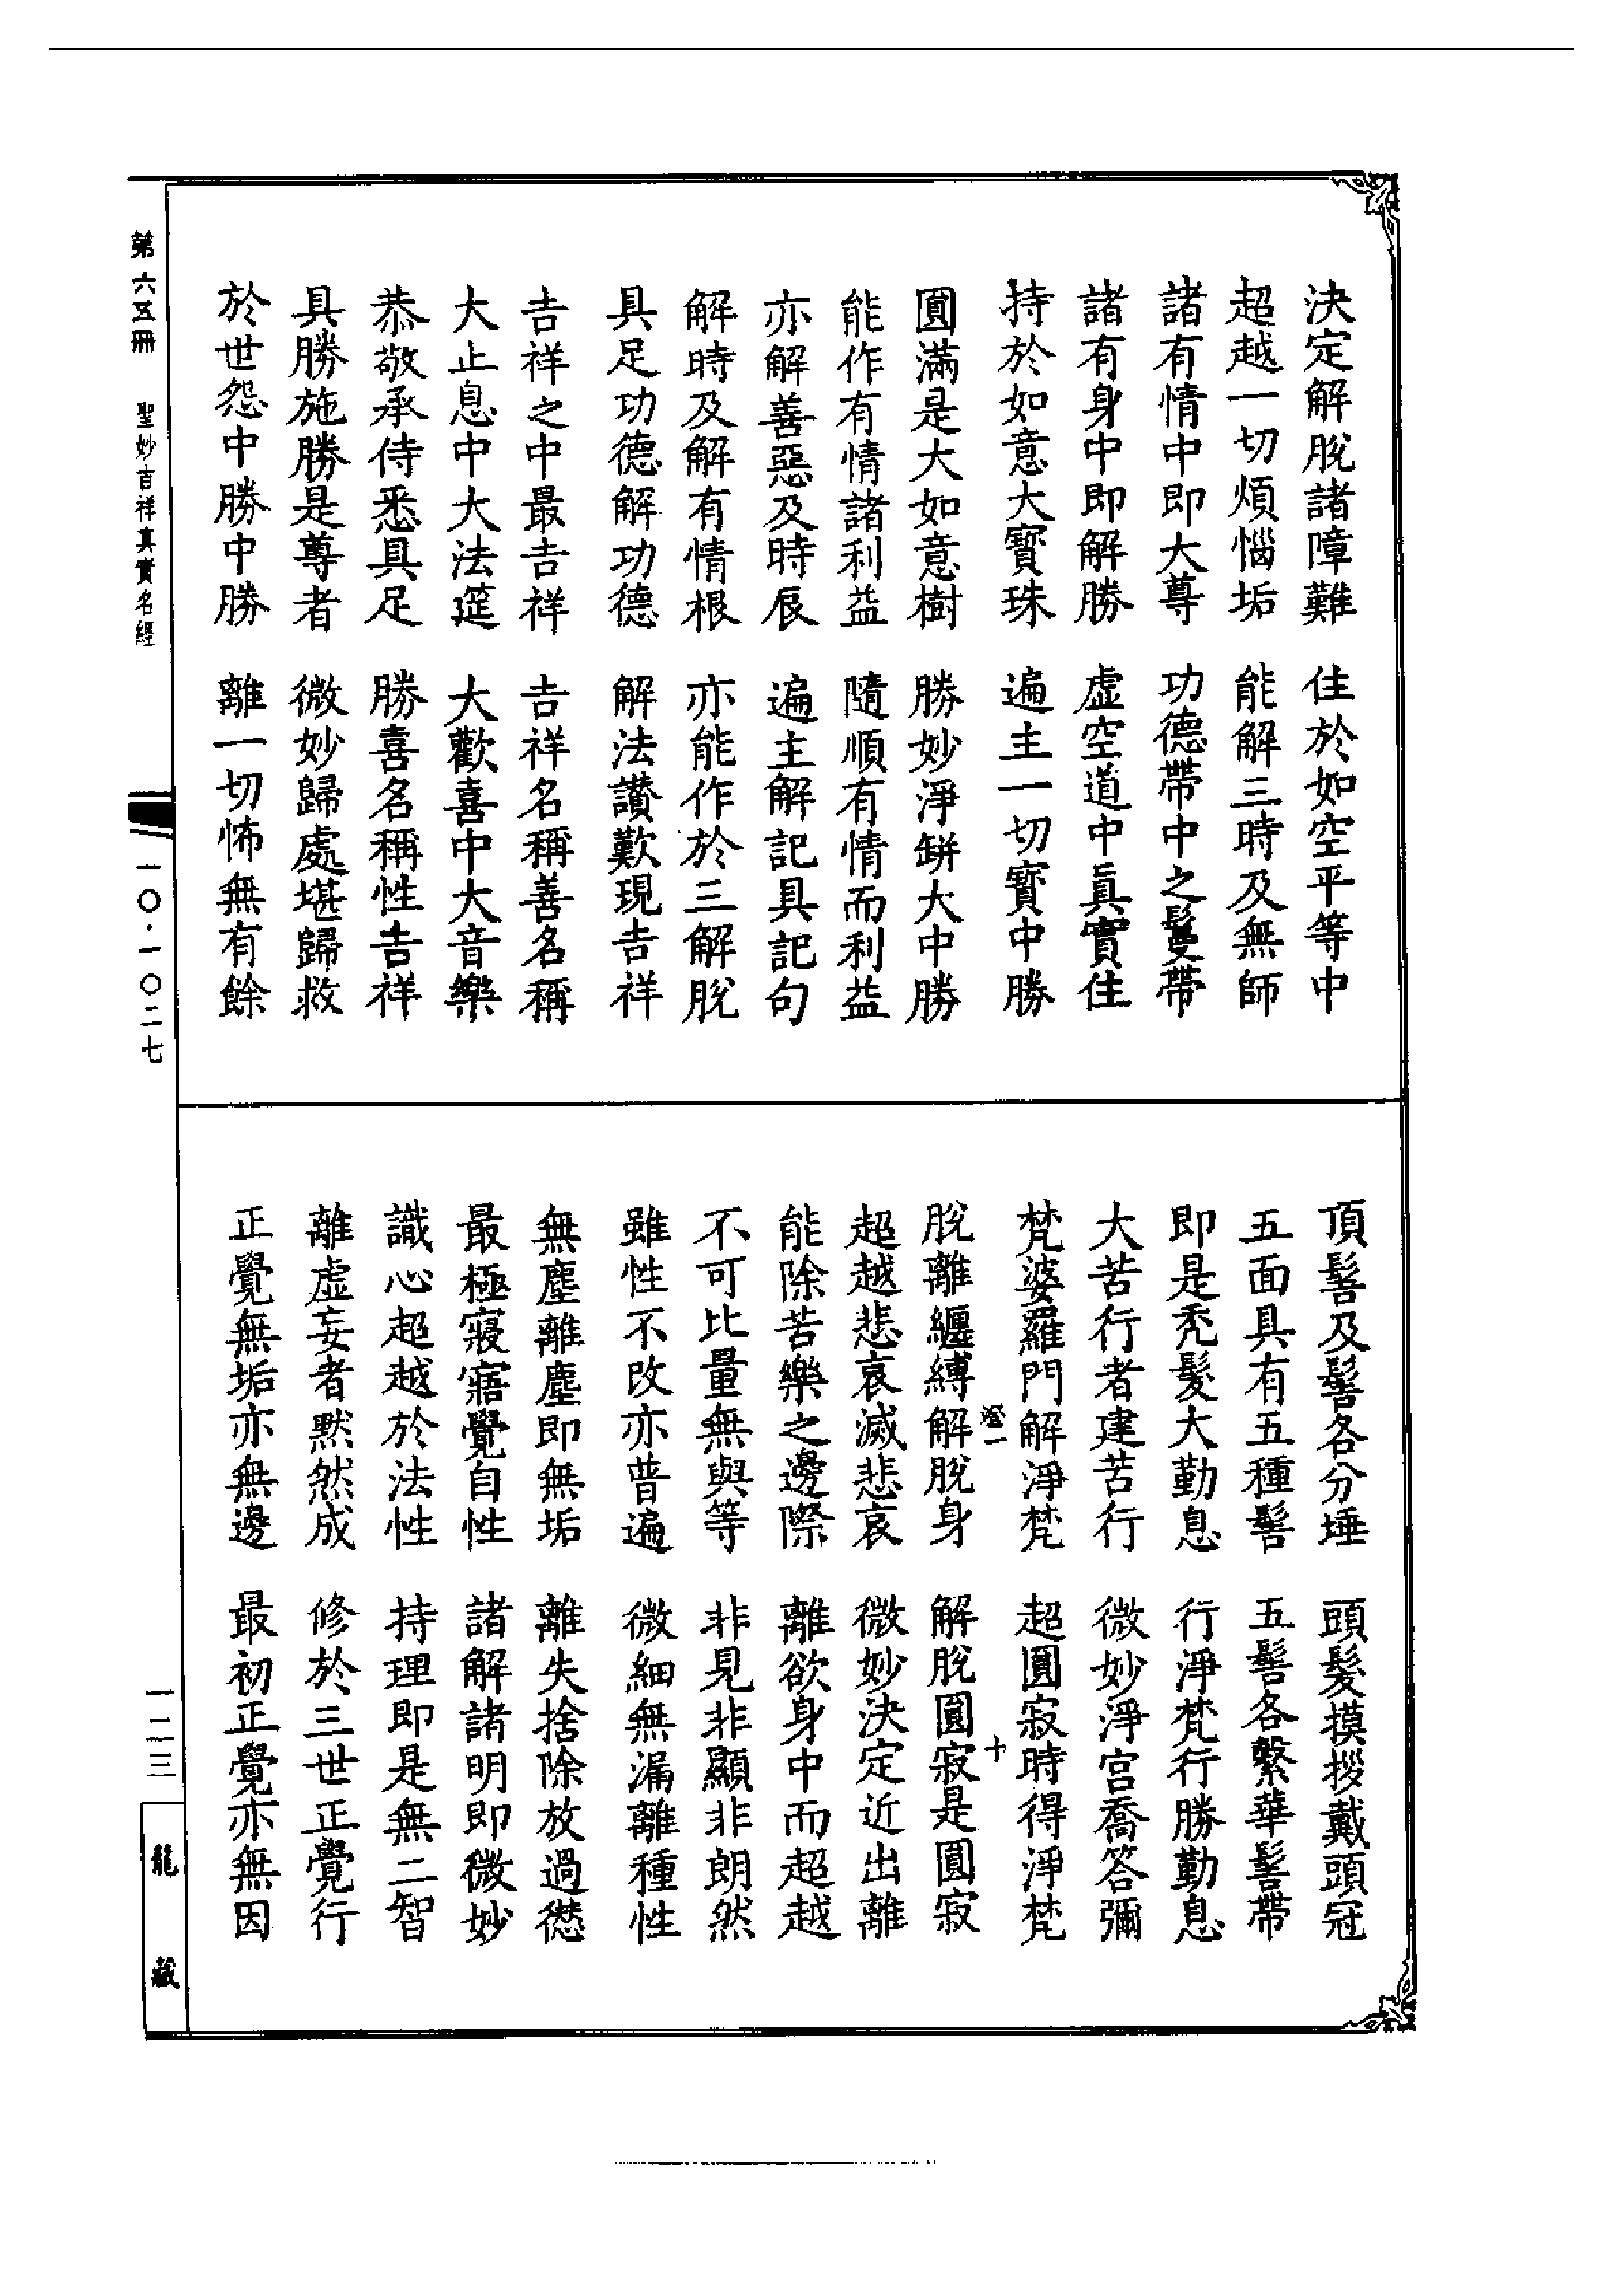 決定解脫諸障難　住於如空平等中
超越一切煩惱垢　能解三時及無師
諸有情中即大尊　功德帶中之鬘帶
諸有身中即解勝　虛空道中真實住
持於如意大寶珠　遍主一切寶中勝
圓滿是大如意樹　勝妙淨缾大中勝
能作有情諸利益　隨順有情而利益
亦解善惡及時辰　遍主解記具記句
解時及解有情根　亦能作於三解脫
具足功德解功德　解法讚歎現吉祥
吉祥之中最吉祥　吉祥名稱善名稱
大止息中大法筵　大歡喜中大音樂
恭敬承侍悉具足　勝喜名稱性吉祥
具勝施勝是尊者　微妙歸處堪歸救
於世怨中勝中勝　離一切怖無有餘
頂髻及髻各分埵　頭髮摸拶戴頭冠
五面具有五種髻　五髻各繫華髻帶
即是禿髮大勤息　行淨梵行勝勤息
大苦行者建苦行　微妙淨宮喬答彌
梵婆羅門解淨梵　超圓寂時得淨梵
脫離纏縛解脫身　解脫圓寂是圓寂
超越悲哀滅悲哀　微妙決定近出離
能除苦樂之邊際　離欲身中而超越
不可比量無與等　非見非顯非朗然
雖性不改亦普遍　微細無漏離種性
無塵離塵即無垢　離失捨除放過愆
最極寢寤覺自性　諸解諸明即微妙
識心超越於法性　持理即是無二智
離虛妄者默然成　修於三世正覺行
正覺無垢亦無邊　最初正覺亦無因
第六五冊　聖妙吉祥真實名經
一〇·一〇二七
一二三
龍藏
十